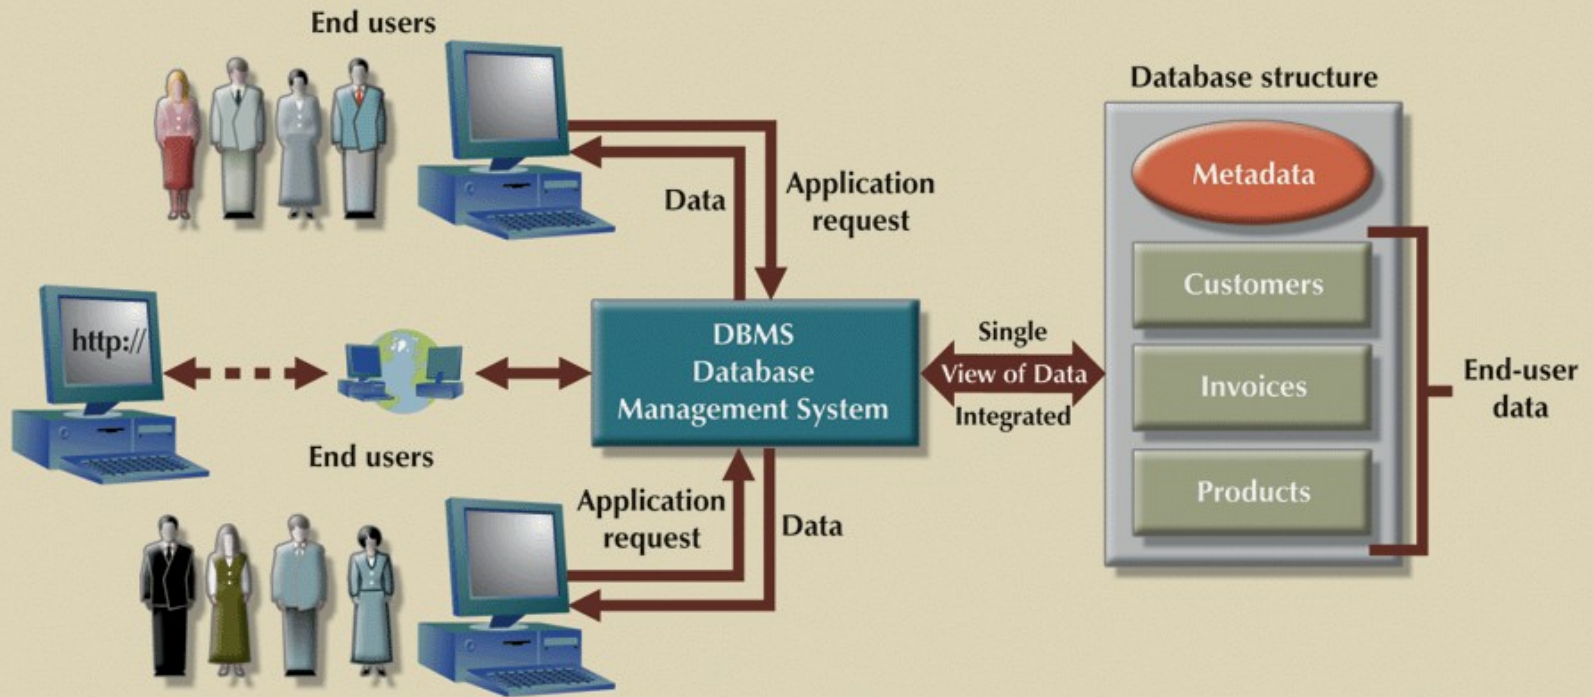 End users
Database structure
Metadata
Application
request
Data
Customers
http://
DBMS
Database
Management System
Single
View of Data
Integrated
Invoices
End-user
data
End users
Products
Application
request
Data